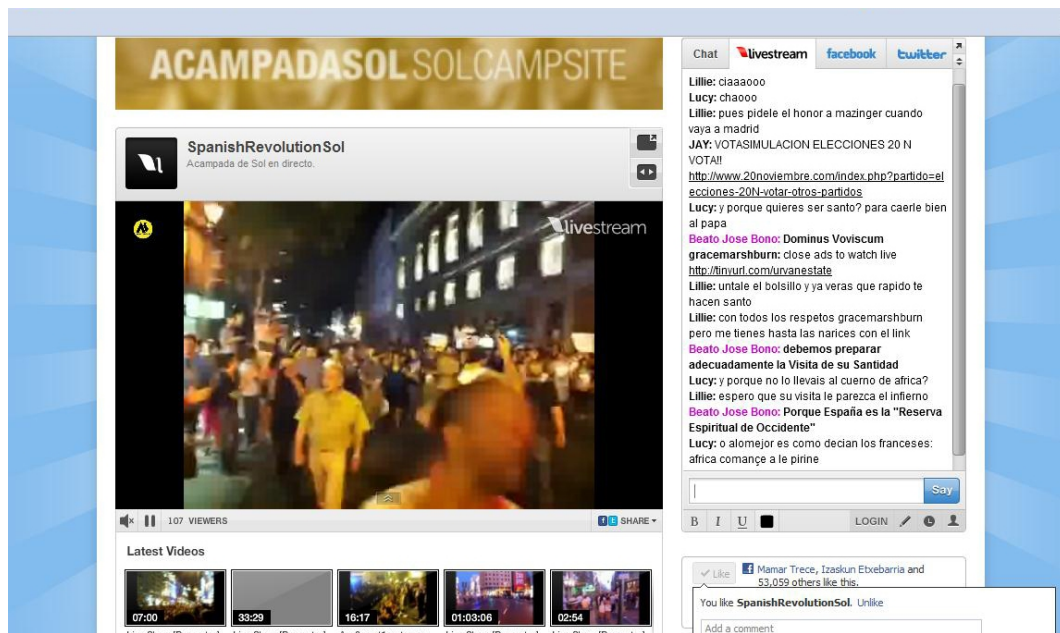 ACAMPADASOL SOLCAMPSITE
SpanishRevolutionSol
Acampada de Sol en directo.
livestream
107 VIEWERS
SHARE
Latest Videos
07:00
33:29
16:17
01:03:06
02:54
Chat
livestream
facebook
twitter
Lillie: ciaaaooo
Lucy: chaooo
Lillie: pues pidele el honor a mazinger cuando
vaya a madrid
JAY: VOTASIMULACION ELECCIONES 20 N
VOTA!!
http://www.20noviembre.com/index.php?partido=el
ecciones-20N-votar-otros-partidos
Lucy: y porque quieres ser santo? para caerle bien
al papa
Beato Jose Bono: Dominus Voviscum
gracemarshburn: close ads to watch live
http://tinyurl.com/urvanestate
Lillie: untale el bolsillo y ya veras que rapido te
hacen santo
Lillie: con todos los respetos gracemarshburn
pero me tienes hasta las narices con el link
Beato Jose Bono: debemos preparar
adecuadamente la Visita de su Santidad
Lucy: y porque no lo llevais al cuerno de africa?
Lillie: espero que su visita le parezca el infierno
Beato Jose Bono: Porque España es la "Reserva
Espiritual de Occidente"
Lucy: o alomejor es como decian los franceses:
africa començe a le pirine
Say
B I U
LOGIN
Like
Mamar Trece, Izaskun Etxebarria and
53,059 others like this.
You like SpanishRevolutionSol. Unlike
Add a comment